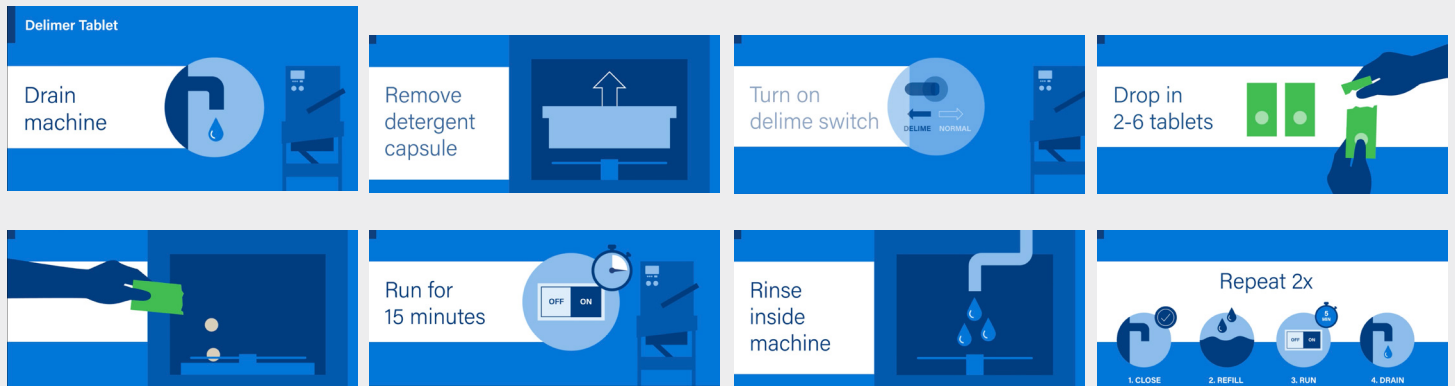 Delimer Tablet
Drain
machine
Remove
detergent
capsule
Turn on
delime switch
DELIME NORMAL
Drop in
2-6 tablets
Run for
15 minutes
OFF ON
Rinse
inside
machine
Repeat 2x
5
MIN
OFF ON
1. CLOSE 2. REFILL 3. RUN 4. DRAIN